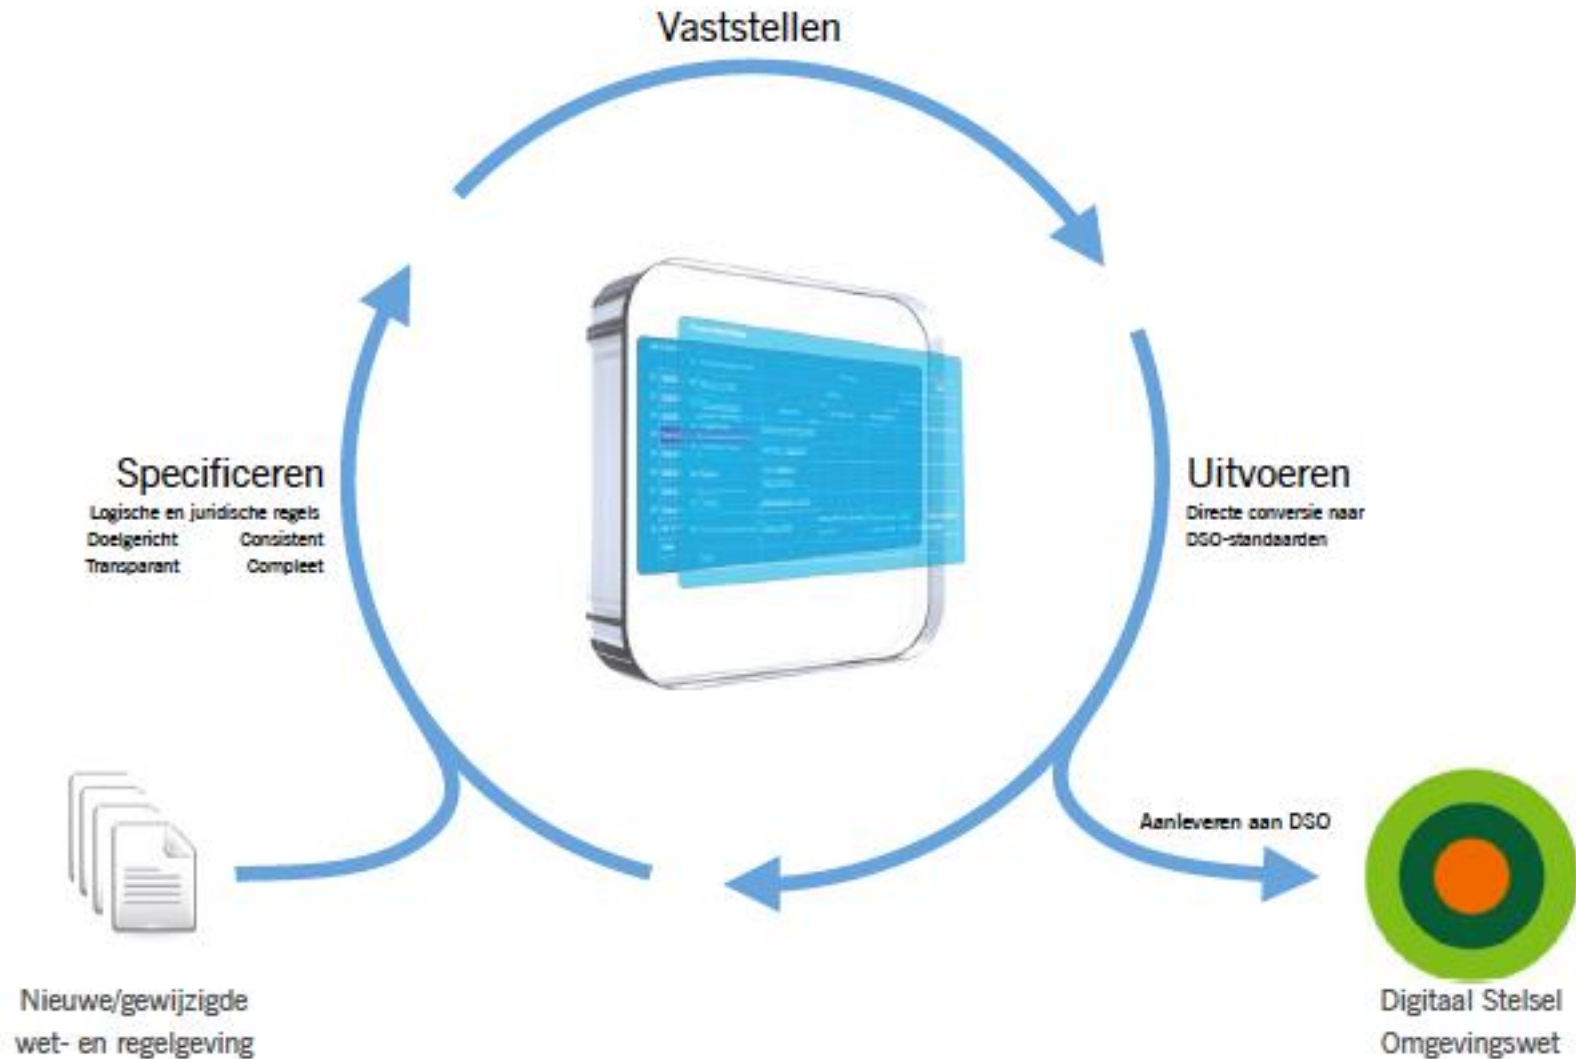 Vaststellen
Specificeren
Logische en juridische regels
Doelgericht Consistent
Transparant Compleet
Uitvoeren
Directe conversie naar
DSO-standaarden
Aanleveren aan DSO
Nieuwe/gewijzigde
wet- en regelgeving
Digitaal Stelsel
Omgevingswet